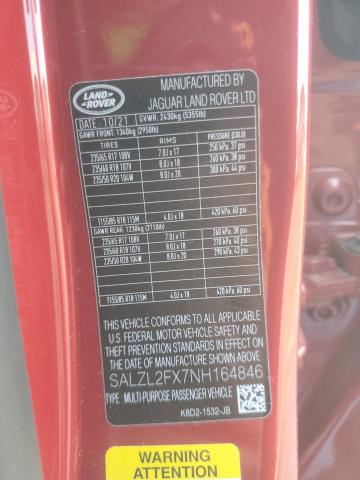 LAND-
-ROVER
MANUFACTURED BY
JAGUAR LAND ROVER LTD
DATE 10/21 GVWR: 2430kg (5355lb)
GAWR FRONT: 1340kg (2950lb)
TIRES RIMS PRESSURE (COLD)
235/65 R17 108V 7.0J x 17 250 kPa, 37 psi
235/60 R18 107V 8.0J x 18 260 kPa, 38 psi
235/50 R20 104W 8.0J x 20 300 kPa, 44 psi
T155/85 R18 115M 4.0J x 18 420 kPa, 60 psi
GAWR REAR: 1230kg (2710lb)
235/65 R17 108V 7.0J x 17 260 kPa, 38 psi
235/60 R18 107V 8.0J x 18 270 kPa, 40 psi
235/50 R20 104W 8.0J x 20 290 kPa, 43 psi
T155/85 R18 115M 4.0J x 18 420 kPa, 60 psi
THIS VEHICLE CONFORMS TO ALL APPLICABLE
U.S. FEDERAL MOTOR VEHICLE SAFETY
STANDARDS IN EFFECT ON THE DATE OF
MANUFACTURE SHOWN ABOVE.
SALZL2FX7NH164846
TYPE: MULTI-PURPOSE PASSENGER VEHICLE
K8D2-1532-JB
WARNING
ATTENTION